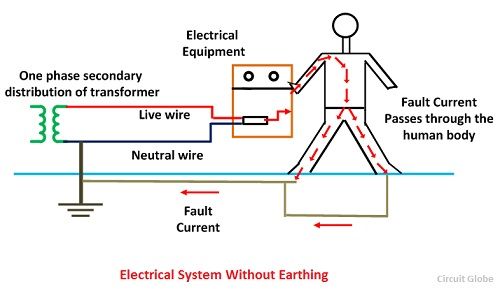 Electrical
Equipment
One phase secondary
distribution of transformer
Live wire
Neutral wire
Fault Current
Passes through the
human body
Fault
Current
Electrical System Without Earthing
Circuit Globe